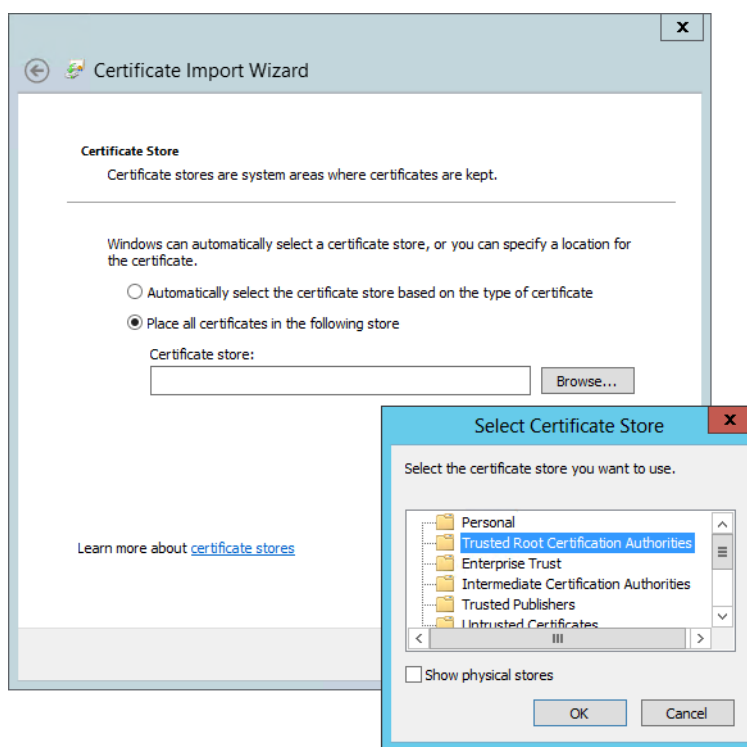 x
Certificate Import Wizard
Certificate Store
Certificate stores are system areas where certificates are kept.
Windows can automatically select a certificate store, or you can specify a location for
the certificate.
Automatically select the certificate store based on the type of certificate
Place all certificates in the following store
Certificate store:
Browse...
Learn more about certificate stores
Select Certificate Store
x
Select the certificate store you want to use.
Personal
Trusted Root Certification Authorities
Enterprise Trust
Intermediate Certification Authorities
Trusted Publishers
Untrusted Certificates
Show physical stores
OK
Cancel